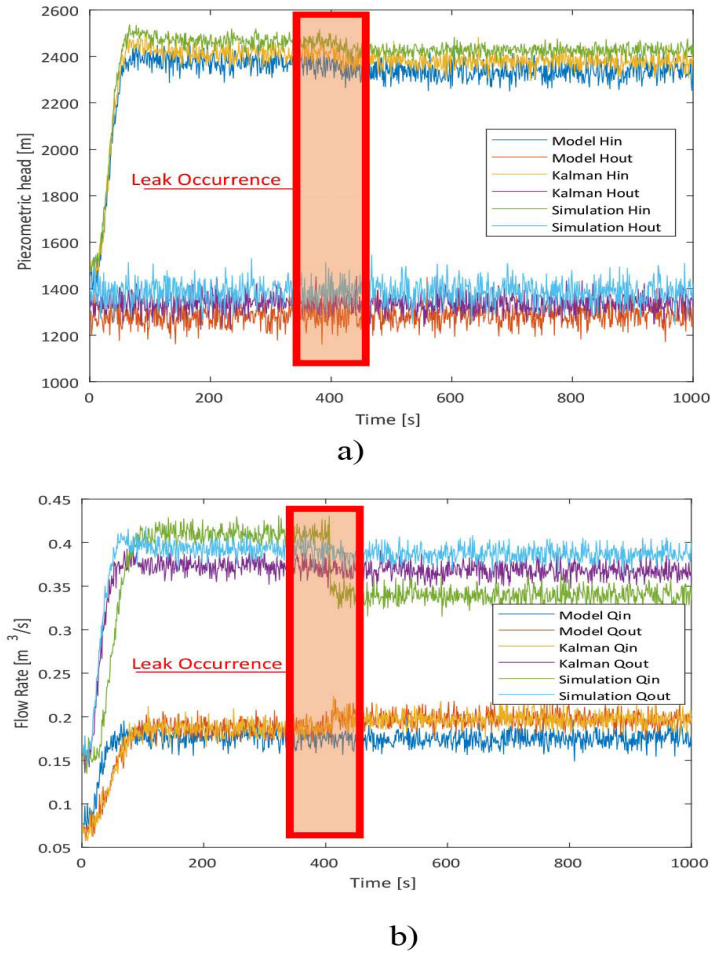 2600
2400
2200
2000
1800
1600
1400
1200
1000
Piezometric head [m]
Leak Occurrence
Model Hin
Model Hout
Kalman Hin
Kalman Hout
Simulation Hin
Simulation Hout
0 200 400 600 800 1000
Time [s]
a)
0.45
0.4
0.35
0.3
0.25
0.2
0.15
0.1
0.05
Flow Rate [m ³/s]
Leak Occurrence
Model Qin
Model Qout
Kalman Qin
Kalman Qout
Simulation Qin
Simulation Qout
0 200 400 600 800 1000
Time [s]
b)